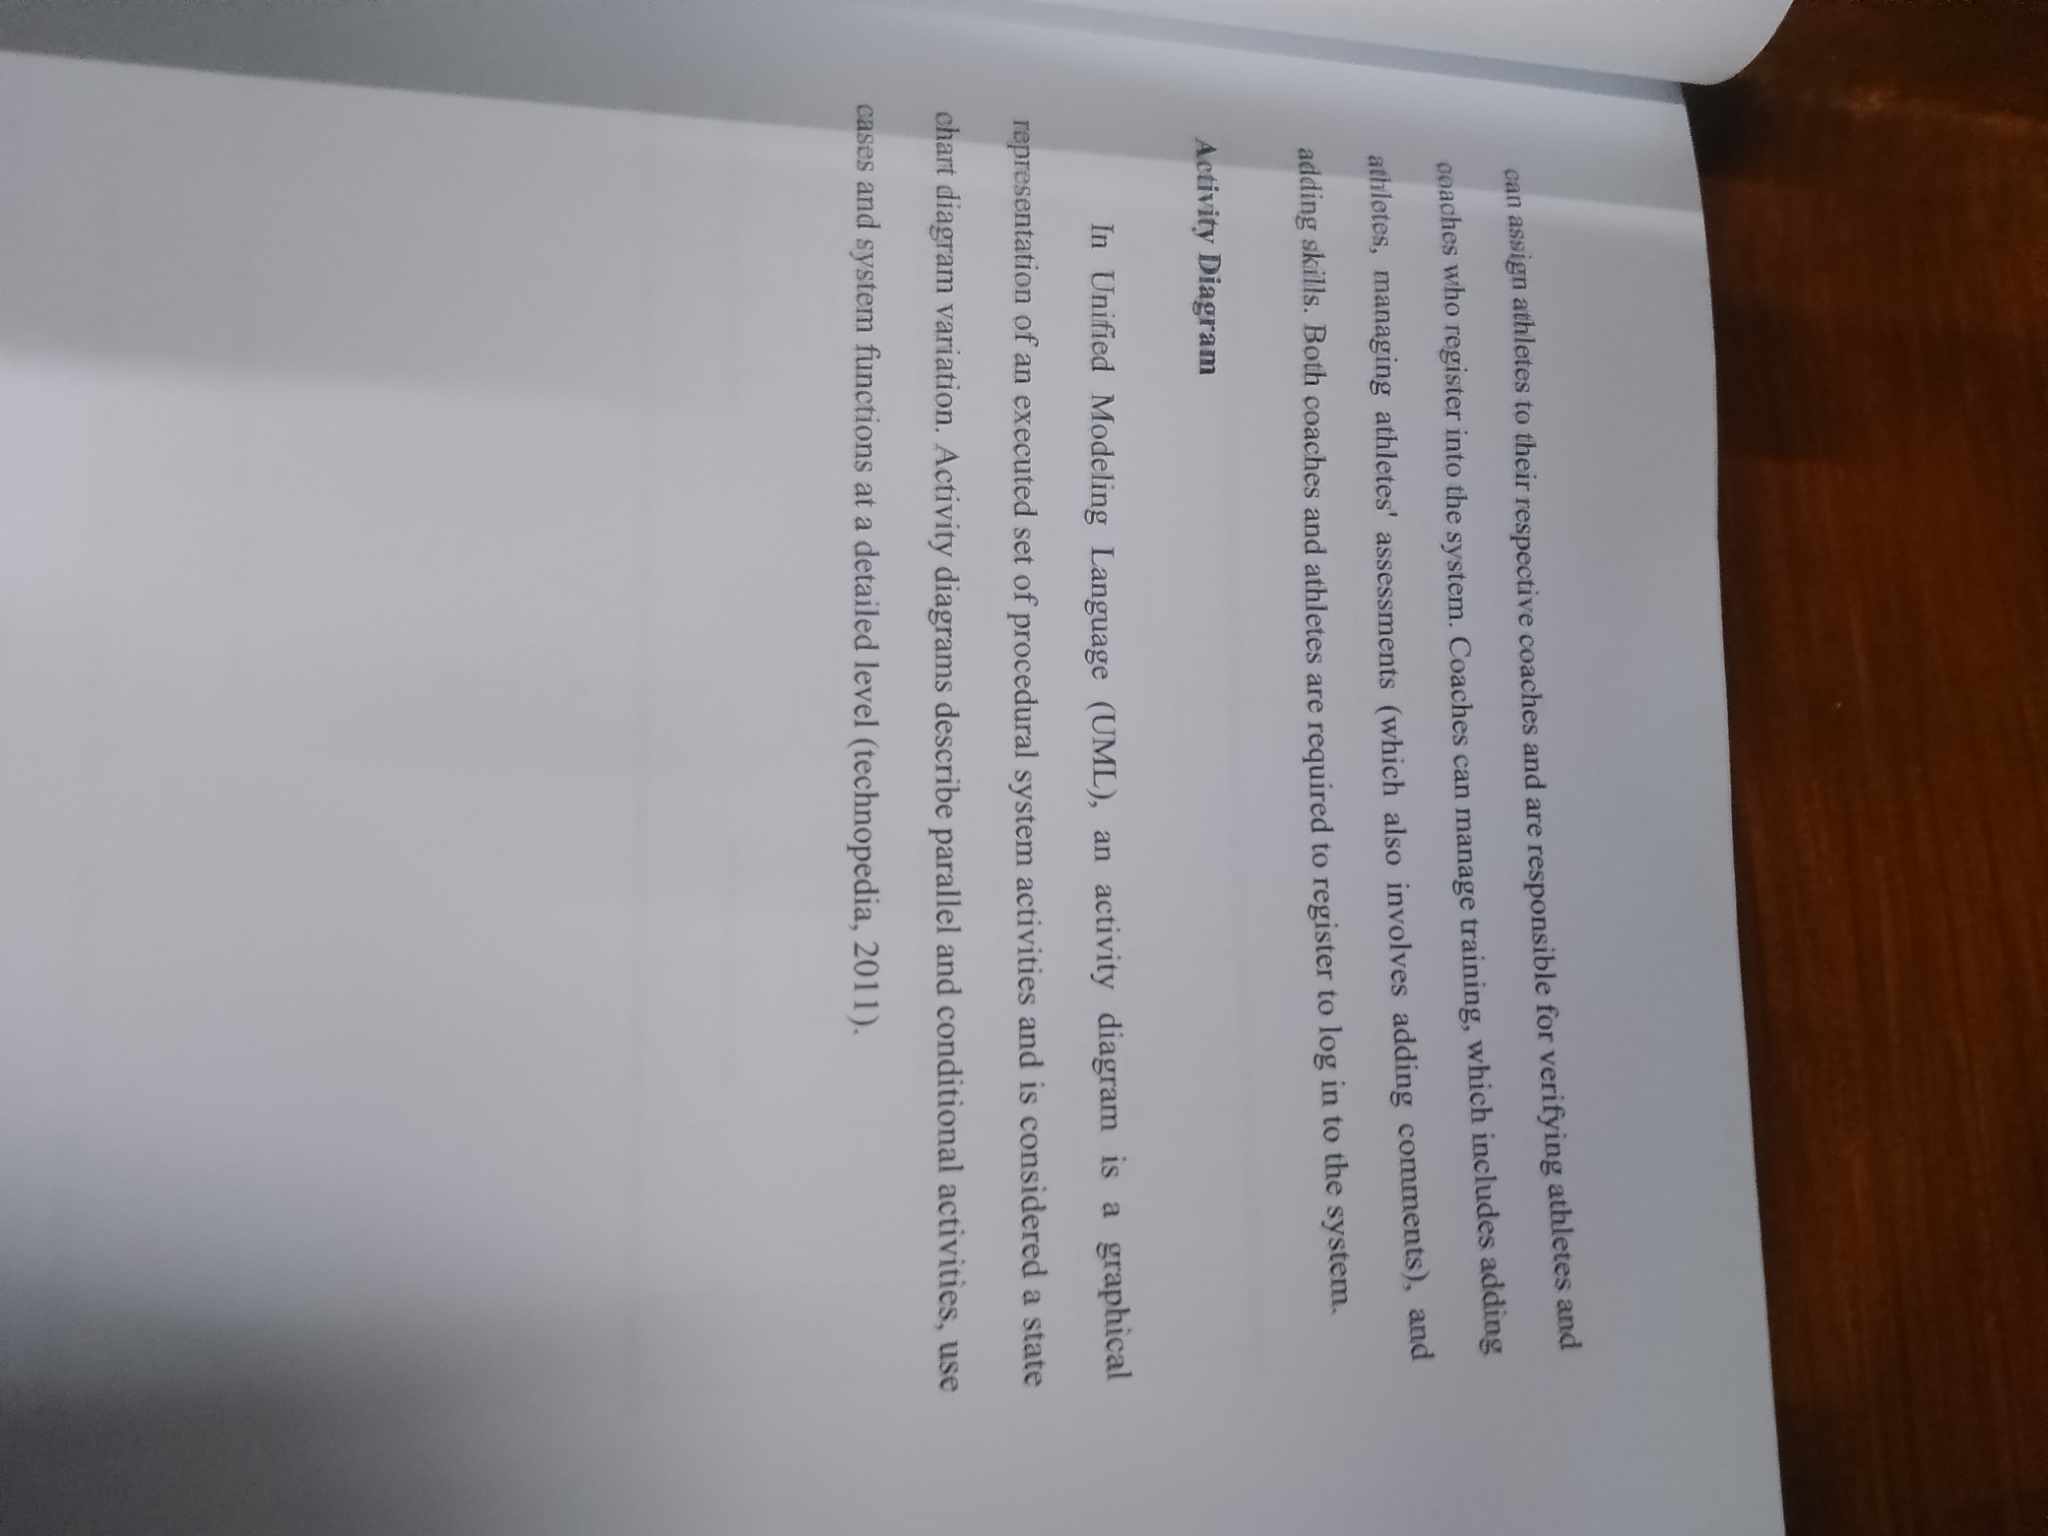 can assign athletes to their respective coaches and are responsible for verifying athletes and
coaches who register into the system. Coaches can manage training, which includes adding
athletes, managing athletes' assessments (which also involves adding comments), and
adding skills. Both coaches and athletes are required to register to log in to the system.
Activity Diagram
In Unified Modeling Language (UML), an activity diagram is a graphical
representation of an executed set of procedural system activities and is considered a state
chart diagram variation. Activity diagrams describe parallel and conditional activities, use
cases and system functions at a detailed level (technopedia, 2011).